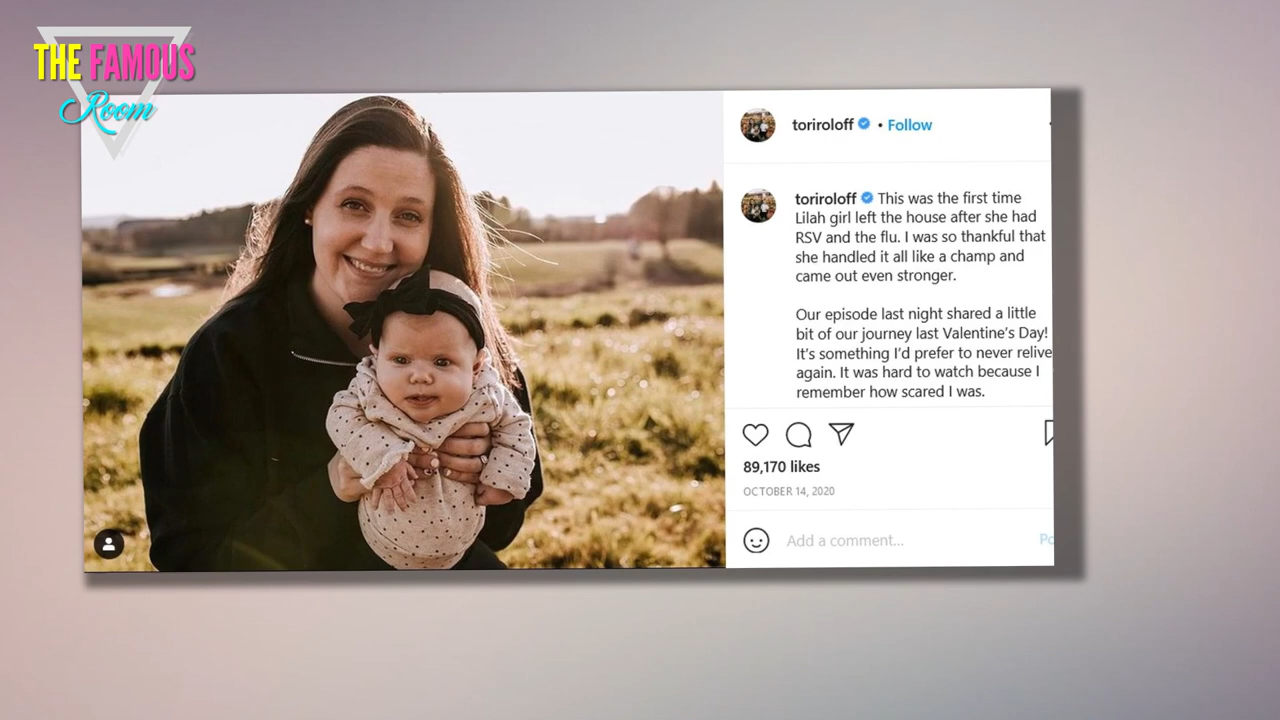 THE FAMOUS
Room
toriroloff • Follow
toriroloff This was the first time
Lilah girl left the house after she had
RSV and the flu. I was so thankful that
she handled it all like a champ and
came out even stronger.
Our episode last night shared a little
bit of our journey last Valentine's Day!
It's something I'd prefer to never relive
again. It was hard to watch because I
remember how scared I was.
89,170 likes
OCTOBER 14, 2020
Add a comment...